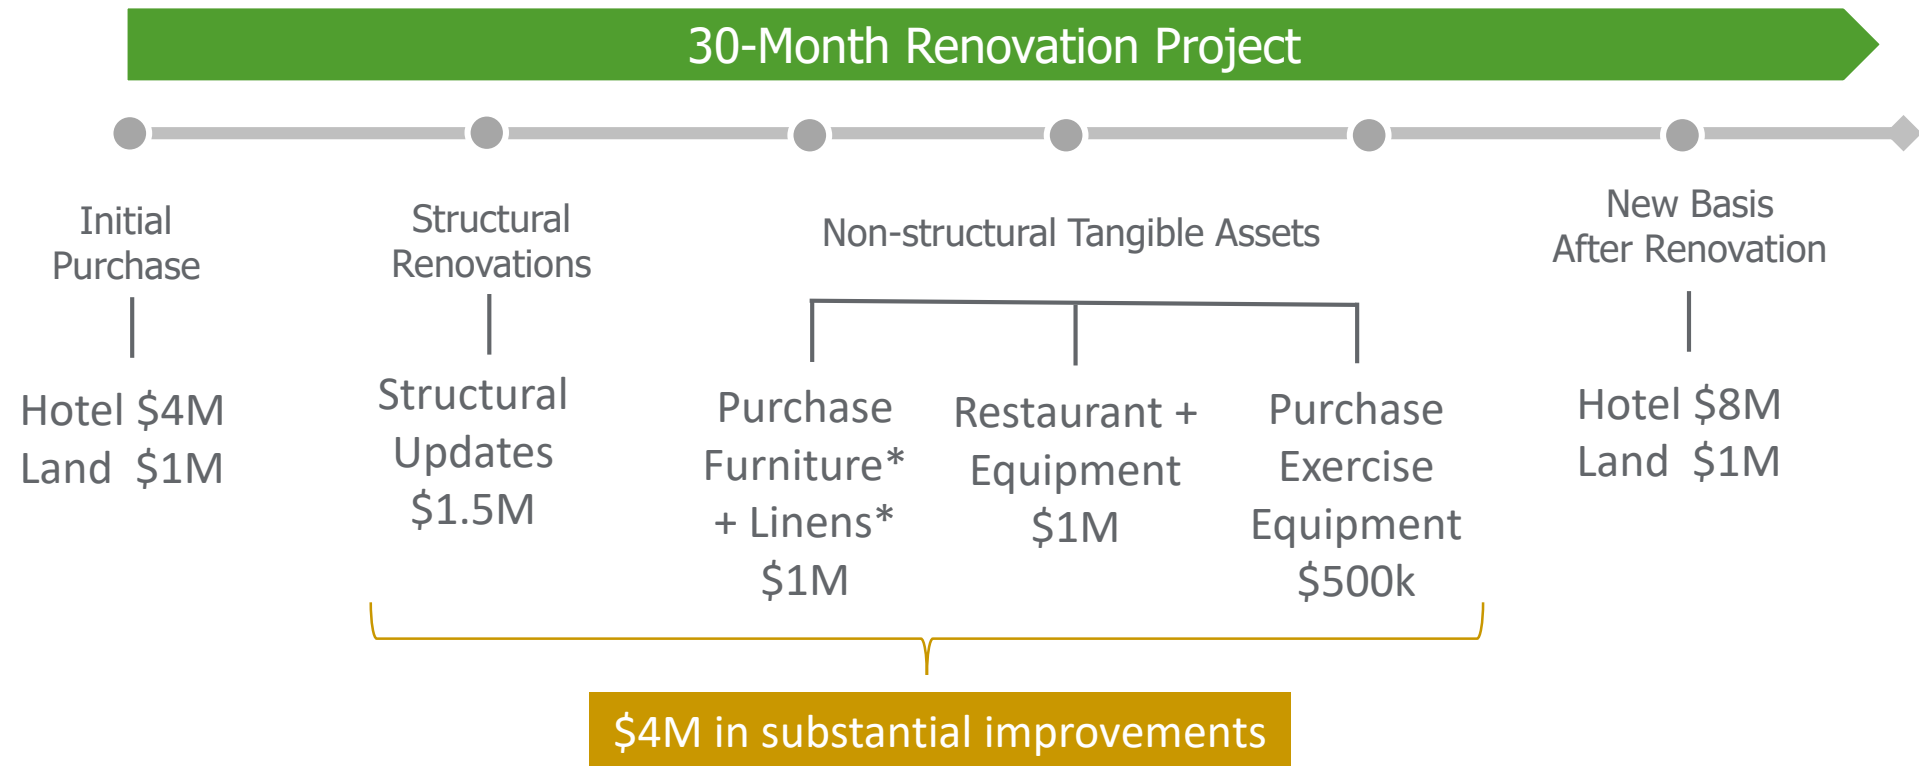 30-Month Renovation Project
Initial
Purchase
Structural
Renovations
Non-structural Tangible Assets
New Basis
After Renovation
Hotel $4M
Land $1M
Structural
Updates
$1.5M
Purchase
Furniture*
+ Linens*
$1M
Restaurant +
Equipment
$1M
Purchase
Exercise
Equipment
$500k
Hotel $8M
Land $1M
$4M in substantial improvements